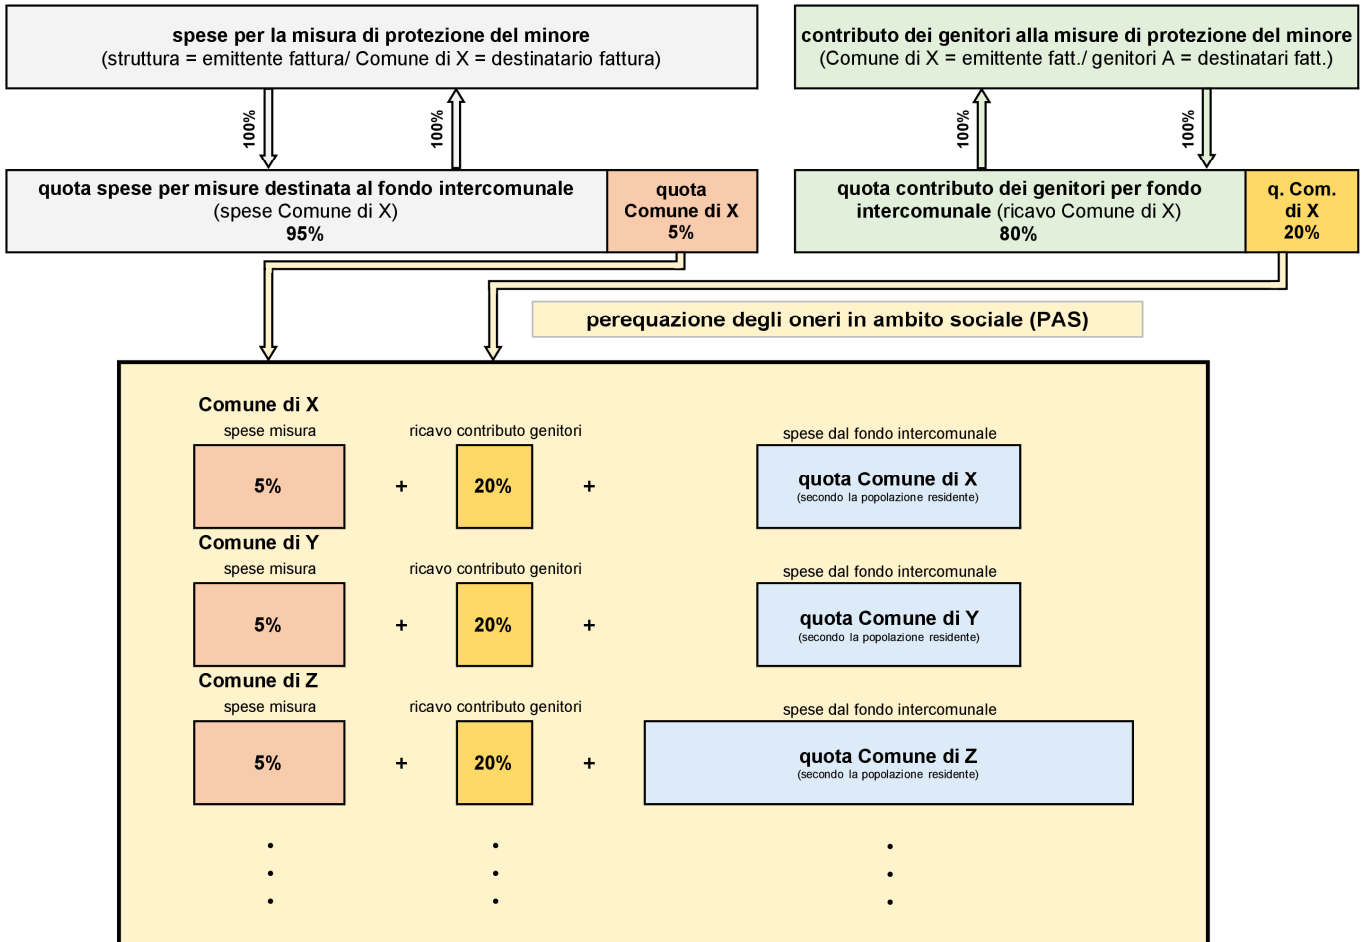 spese per la misura di protezione del minore
(struttura = emittente fattura/ Comune di X = destinatario fattura)
contributo dei genitori alla misure di protezione del minore
(Comune di X = emittente fatt./ genitori A = destinatari fatt.)
100%
100%
100%
100%
quota spese per misure destinata al fondo intercomunale
(spese Comune di X)
95%
quota
Comune di X
5%
quota contributo dei genitori per fondo
intercomunale (ricavo Comune di X)
80%
q. Com.
di X
20%
perequazione degli oneri in ambito sociale (PAS)
Comune di X
spese misura
ricavo contributo genitori
spese dal fondo intercomunale
5%
+
20%
+
quota Comune di X
(secondo la popolazione residente)
Comune di Y
spese misura
ricavo contributo genitori
spese dal fondo intercomunale
5%
+
20%
+
quota Comune di Y
(secondo la popolazione residente)
Comune di Z
spese misura
ricavo contributo genitori
spese dal fondo intercomunale
5%
+
20%
+
quota Comune di Z
(secondo la popolazione residente)